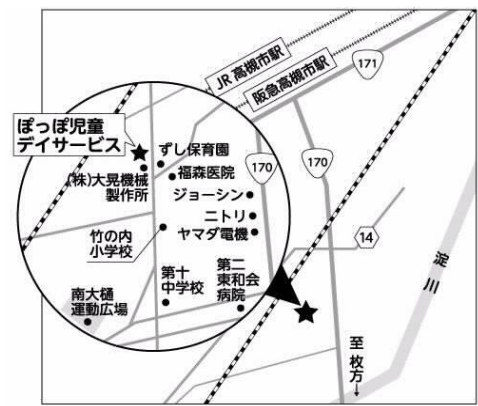 JR高槻市駅
阪急高槻市駅
171
ぽっぽ児童
デイサービス
ずし保育園
福森医院
(株)大晃機械
製作所
170
170
ジョーシン
ニトリ
ヤマダ電機
竹の内
小学校
14
淀川
第十
中学校
第二
東和会
病院
南大樋
運動広場
至枚方→